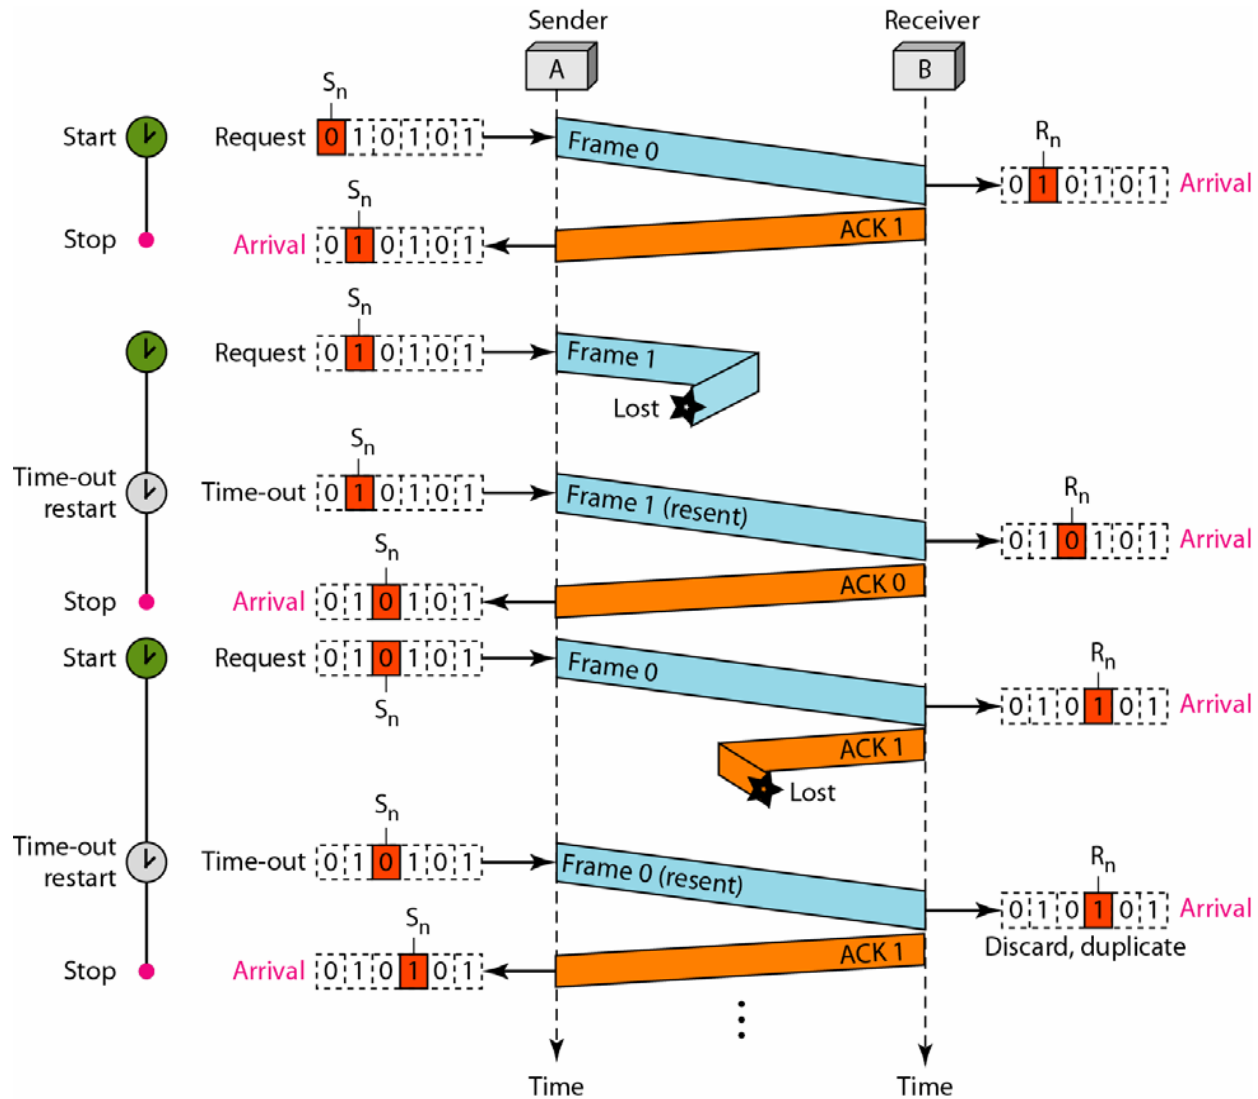 Sender Receiver
A B
Sn
Start Request 0 1 0 1 0 1 Frame 0
Rn
0 1 0 1 0 1 Arrival
Sn
Stop Arrival 0 1 0 1 0 1 ACK 1
Sn
Request 0 1 0 1 0 1 Frame 1
Lost
Sn
Time-out
restart
Time-out 0 1 0 1 0 1 Frame 1 (resent)
Rn
0 1 0 1 0 1 Arrival
Sn
Stop Arrival 0 1 0 1 0 1 ACK 0
Start Request 0 1 0 1 0 1 Frame 0
Sn
Rn
0 1 0 1 0 1 Arrival
ACK 1
Lost
Sn
Time-out
restart
Time-out 0 1 0 1 0 1 Frame 0 (resent)
Rn
0 1 0 1 0 1 Arrival
Discard, duplicate
Sn
Stop Arrival 0 1 0 1 0 1 ACK 1
Time Time